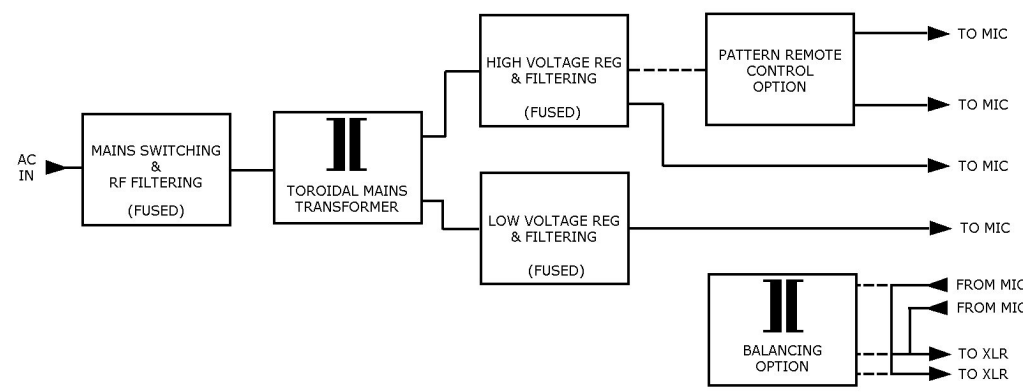 AC
IN
MAINS SWITCHING
&
RF FILTERING
(FUSED)
TOROIDAL MAINS
TRANSFORMER
HIGH VOLTAGE REG
& FILTERING
(FUSED)
LOW VOLTAGE REG
& FILTERING
(FUSED)
PATTERN REMOTE
CONTROL
OPTION
TO MIC
TO MIC
TO MIC
TO MIC
BALANCING
OPTION
FROM MIC
FROM MIC
TO XLR
TO XLR